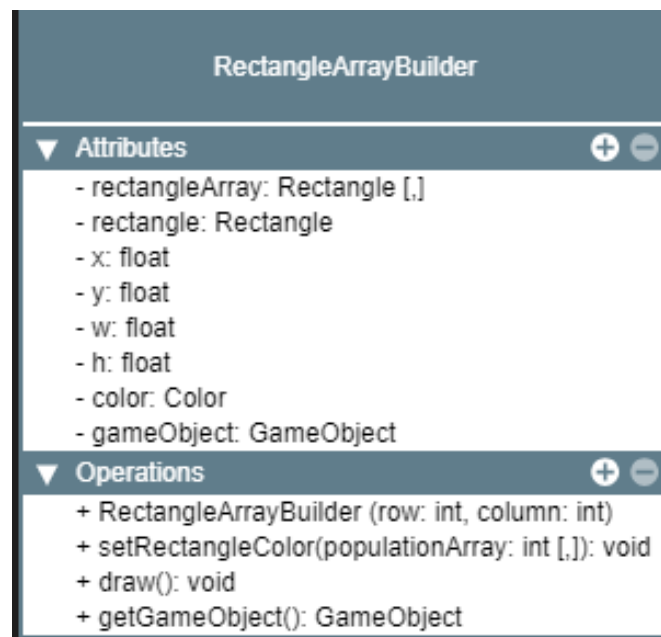 RectangleArrayBuilder
Attributes
- rectangleArray: Rectangle [,]
- rectangle: Rectangle
- x: float
- y: float
- w: float
- h: float
- color: Color
- gameObject: GameObject
Operations
+ RectangleArrayBuilder (row: int, column: int)
+ setRectangleColor(populationArray: int [,]): void
+ draw(): void
+ getGameObject(): GameObject